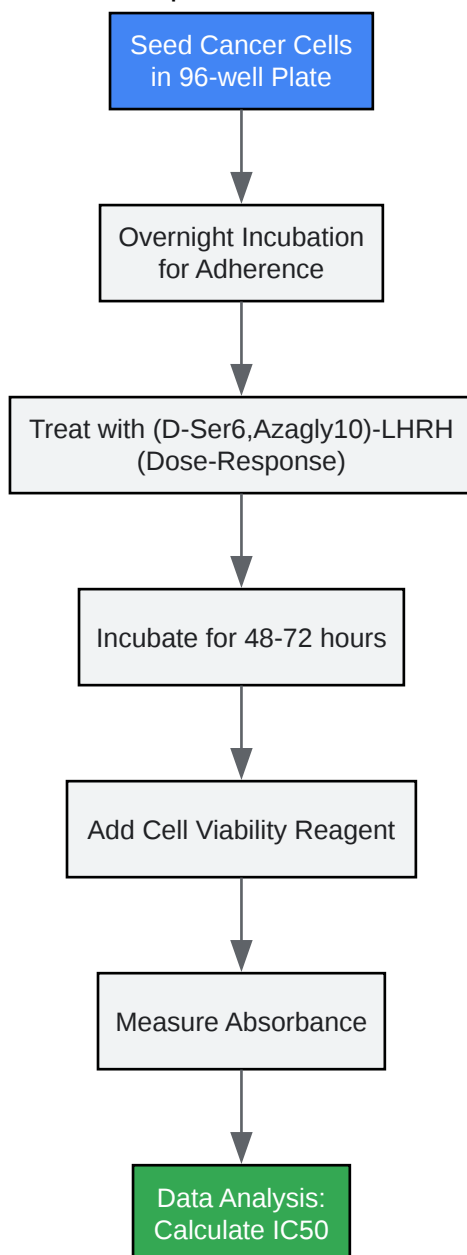 Seed Cancer Cells
in 96-well Plate
Overnight Incubation
for Adherence
Treat with (D-Ser6,Azagly10)-LHRH
(Dose-Response)
Incubate for 48-72 hours
Add Cell Viability Reagent
Measure Absorbance
Data Analysis:
Calculate IC50